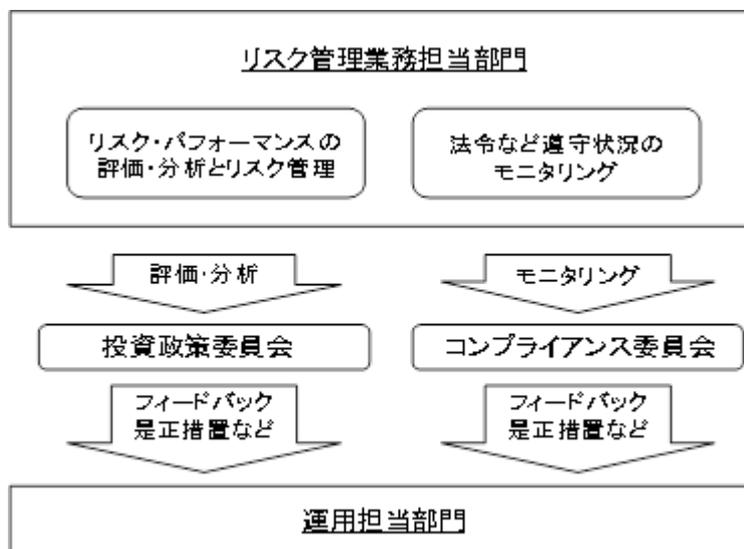 リスク管理業務担当部門
リスク・パフォーマンスの
評価・分析とリスク管理
法令など遵守状況の
モニタリング
評価・分析
モニタリング
投資政策委員会
コンプライアンス委員会
フィードバック
是正措置など
フィードバック
是正措置など
運用担当部門